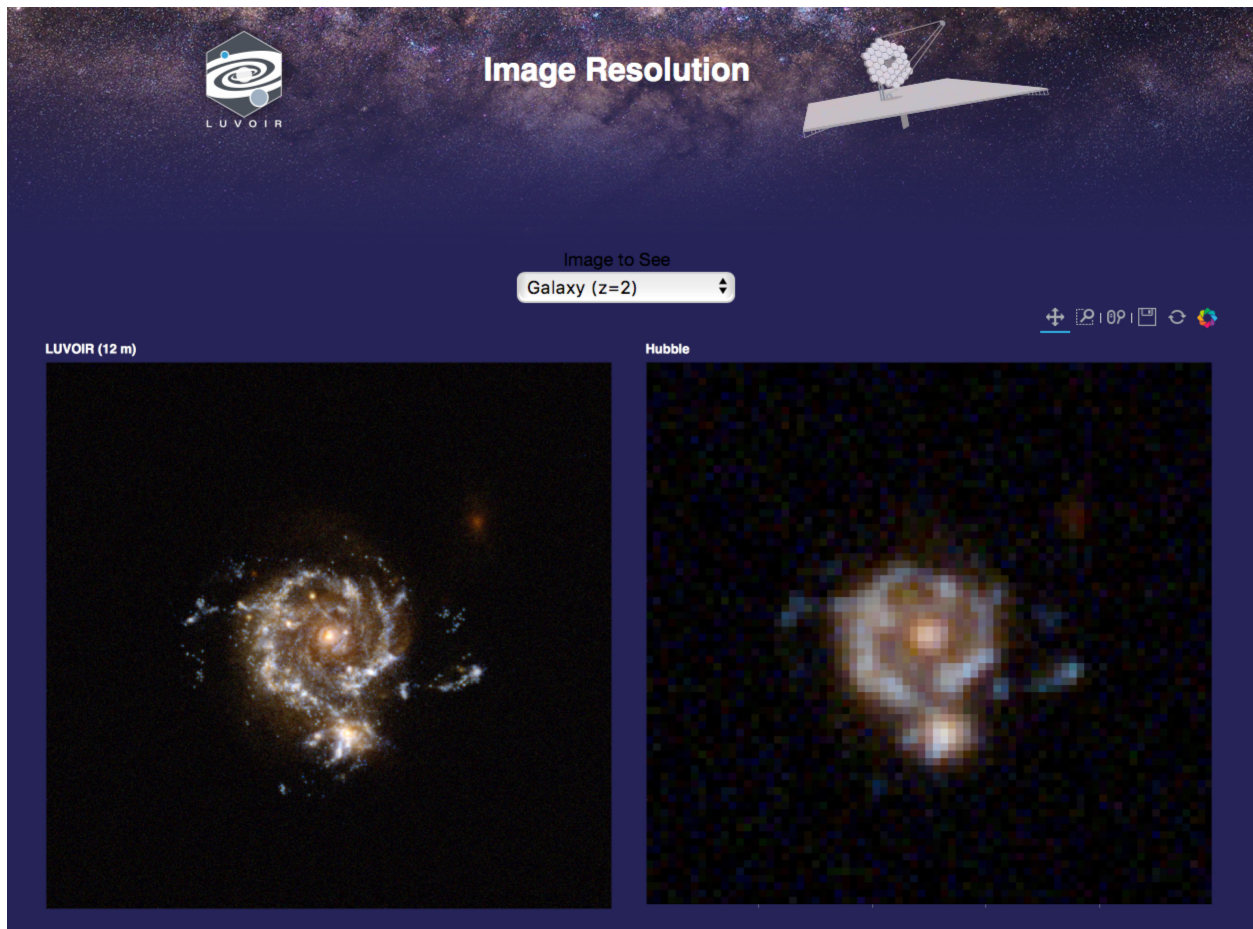 Image Resolution
LUVOIR
Image to See
Galaxy (z=2)
LUVOIR (12 m)
Hubble